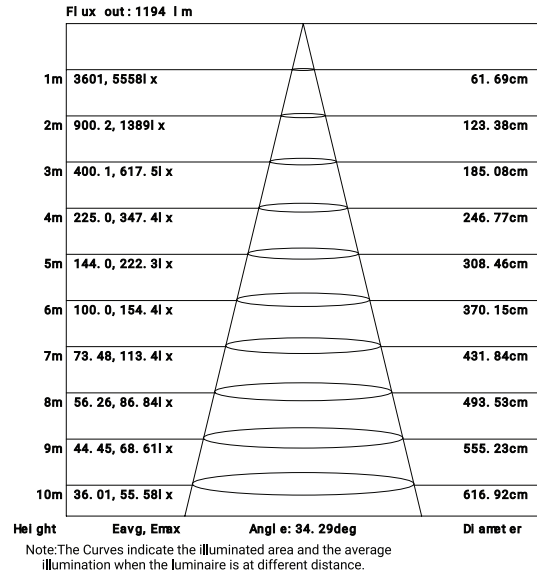 Flux out: 1194 lm
1m 3601, 5558lx 61.69cm
2m 900.2, 1389lx 123.38cm
3m 400.1, 617.5lx 185.08cm
4m 225.0, 347.4lx 246.77cm
5m 144.0, 222.3lx 308.46cm
6m 100.0, 154.4lx 370.15cm
7m 73.48, 113.4lx 431.84cm
8m 56.26, 86.84lx 493.53cm
9m 44.45, 68.61lx 555.23cm
10m 36.01, 55.58lx 616.92cm
Height Eavg, Emax Angle: 34.29deg Diameter
Note:The Curves indicate the illuminated area and the average
illumination when the luminaire is at different distance.